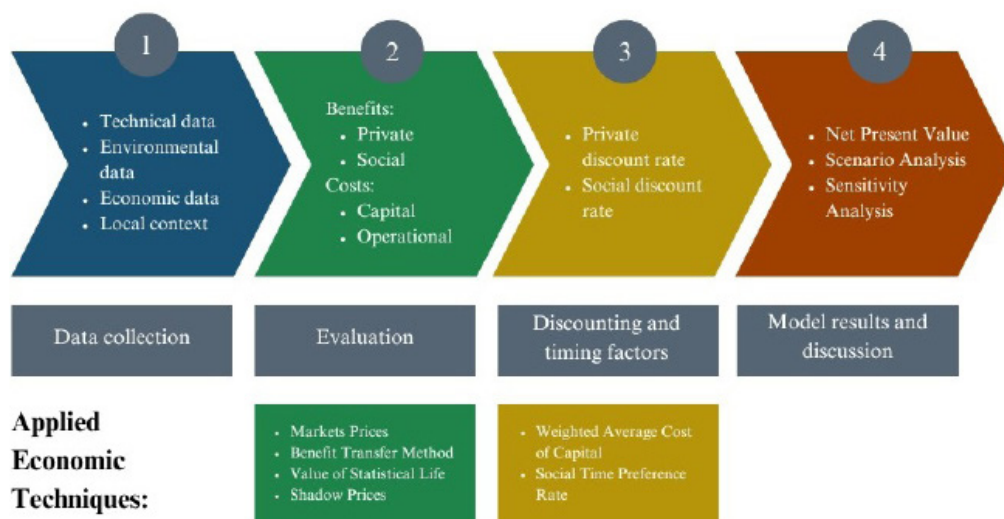 1
Technical data
Environmental
data
Economic data
Local context
2
Benefits:
Private
Social
Costs:
Capital
Operational
3
Private
discount rate
Social discount
rate
4
Net Present Value
Scenario Analysis
Sensitivity
Analysis
Data collection
Evaluation
Discounting and
timing factors
Model results and
discussion
Applied
Economic
Techniques:
Markets Prices
Benefit Transfer Method
Value of Statistical Life
Shadow Prices
Weighted Average Cost
of Capital
Social Time Preference
Rate